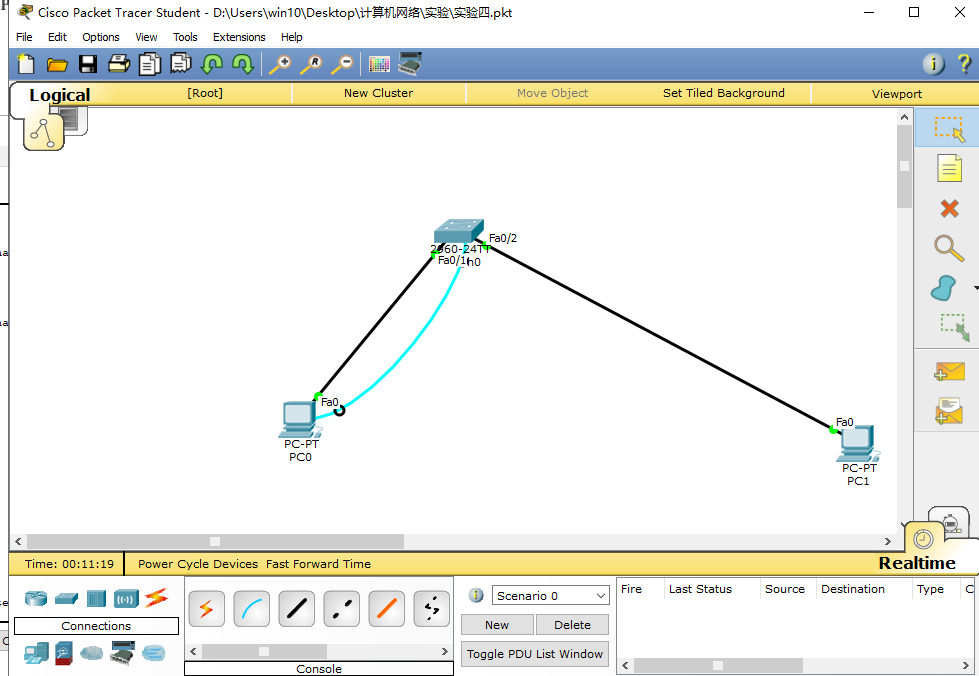 Cisco Packet Tracer Student - D:\Users\win10\Desktop\计算机网络\实验\实验四.pkt
File Edit Options View Tools Extensions Help
Logical [Root] New Cluster Move Object Set Tiled Background Viewport
Fa0/2
2960-24TT
Fa0/1
Fa0
PC-PT
PC0
Fa0
PC-PT
PC1
Time: 00:11:19 Power Cycle Devices Fast Forward Time
Realtime
Scenario 0
Fire Last Status Source Destination Type
Connections
New Delete
Toggle PDU List Window
Console